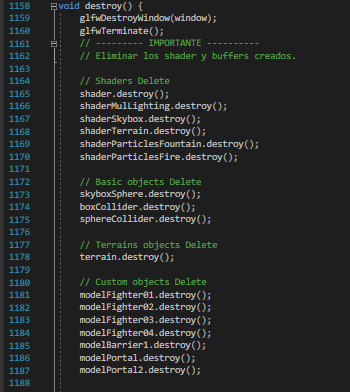 1158 void destroy() {
1159 glfwDestroyWindow(window);
1160 glfwTerminate();
1161 // --------- IMPORTANTE ----------
1162 // Eliminar los shader y buffers creados.
1163
1164 // Shaders Delete
1165 shader.destroy();
1166 shaderMulLighting.destroy();
1167 shaderSkybox.destroy();
1168 shaderTerrain.destroy();
1169 shaderParticlesFountain.destroy();
1170 shaderParticlesFire.destroy();
1171
1172 // Basic objects Delete
1173 skyboxSphere.destroy();
1174 boxCollider.destroy();
1175 sphereCollider.destroy();
1176
1177 // Terrains objects Delete
1178 terrain.destroy();
1179
1180 // Custom objects Delete
1181 modelFighter01.destroy();
1182 modelFighter02.destroy();
1183 modelFighter03.destroy();
1184 modelFighter04.destroy();
1185 modelBarrier1.destroy();
1186 modelPortal.destroy();
1187 modelPortal2.destroy();
1188